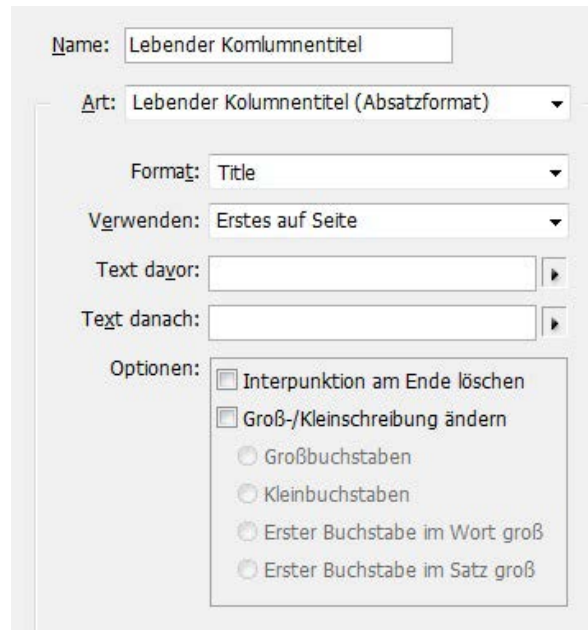 Name: Lebender Komlumnentitel
Art: Lebender Kolumnentitel (Absatzformat)
Format: Title
Verwenden: Erstes auf Seite
Text davor:
Text danach:
Optionen:
Interpunktion am Ende löschen
Groß-/Kleinschreibung ändern
Großbuchstaben
Kleinbuchstaben
Erster Buchstabe im Wort groß
Erster Buchstabe im Satz groß